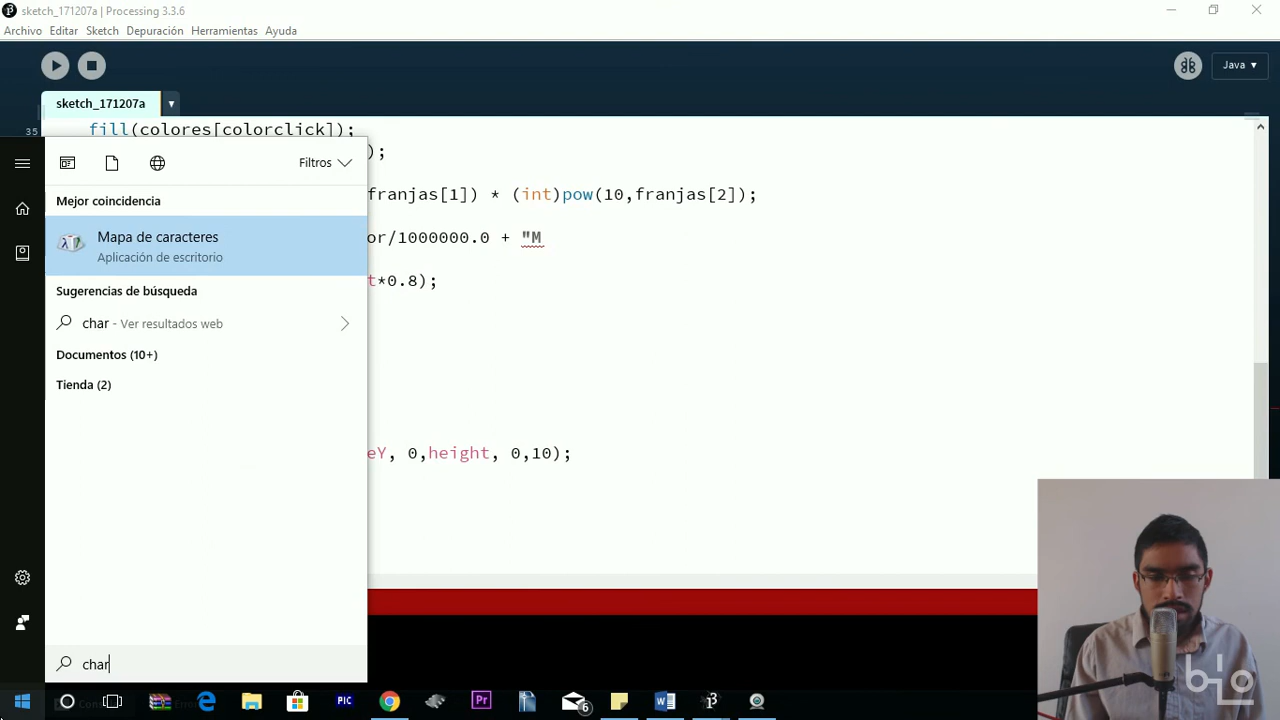 sketch_171207a | Processing 3.3.6
Archivo Editar Sketch Depuración Herramientas Ayuda
Java ▾
sketch_171207a ▾
35 fill(colores[colorclick]);
);
franjas[1]) * (int)pow(10,franjas[2]);
or/1000000.0 + "M
t*0.8);
eY, 0,height, 0,10);
Filtros
Mejor coincidencia
Mapa de caracteres
Aplicación de escritorio
Sugerencias de búsqueda
char - Ver resultados web
Documentos (10+)
Tienda (2)
char
PIC
Pr
6